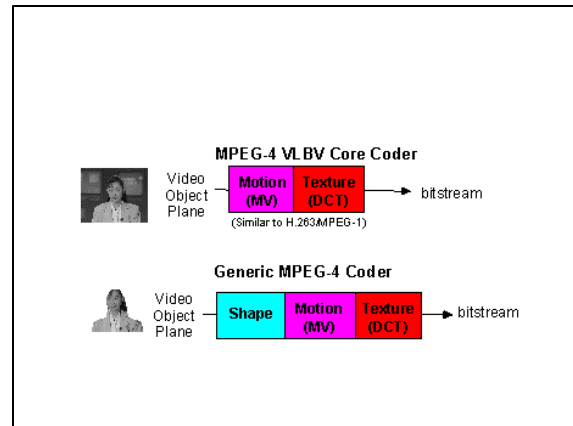 MPEG-4 VLBV Core Coder
Video
Object
Plane
Motion
(MV)
Texture
(DCT)
bitstream
(Similar to H.263/MPEG-1)
Generic MPEG-4 Coder
Video
Object
Plane
Shape
Motion
(MV)
Texture
(DCT)
bitstream